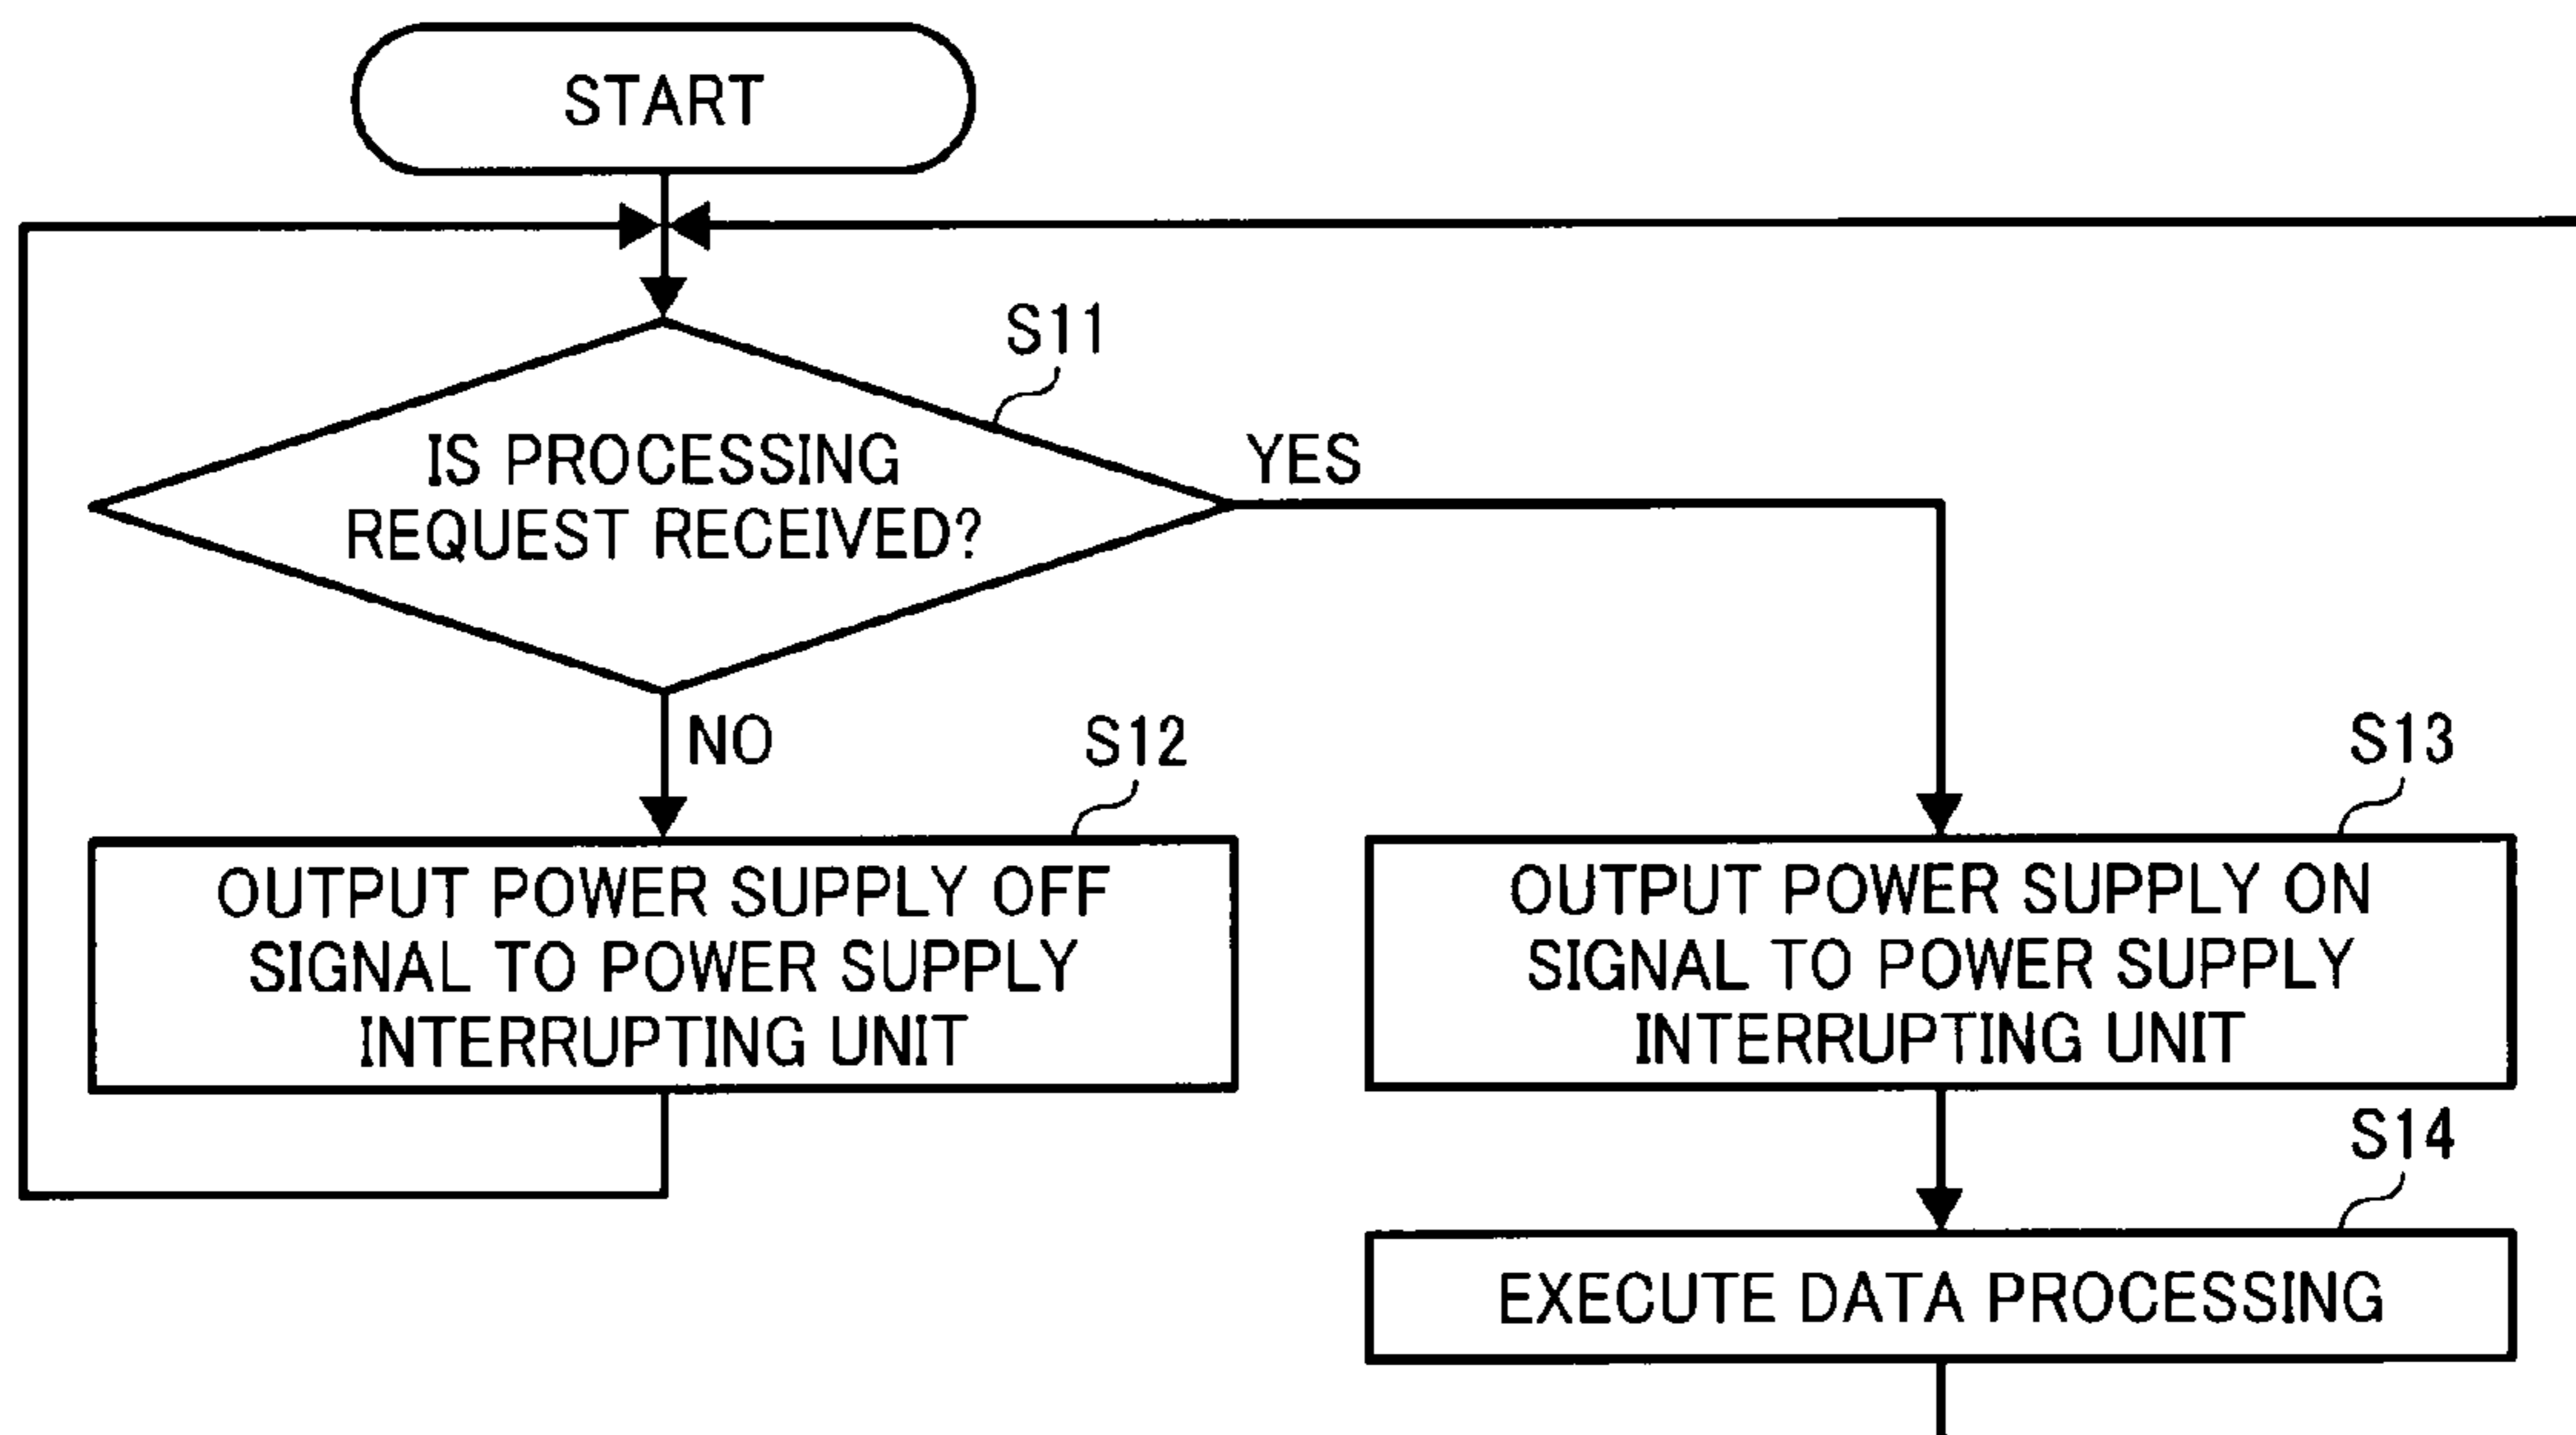 START
S11
IS PROCESSING
REQUEST RECEIVED?
YES
NO
S12
OUTPUT POWER SUPPLY OFF
SIGNAL TO POWER SUPPLY
INTERRUPTING UNIT
S13
OUTPUT POWER SUPPLY ON
SIGNAL TO POWER SUPPLY
INTERRUPTING UNIT
S14
EXECUTE DATA PROCESSING